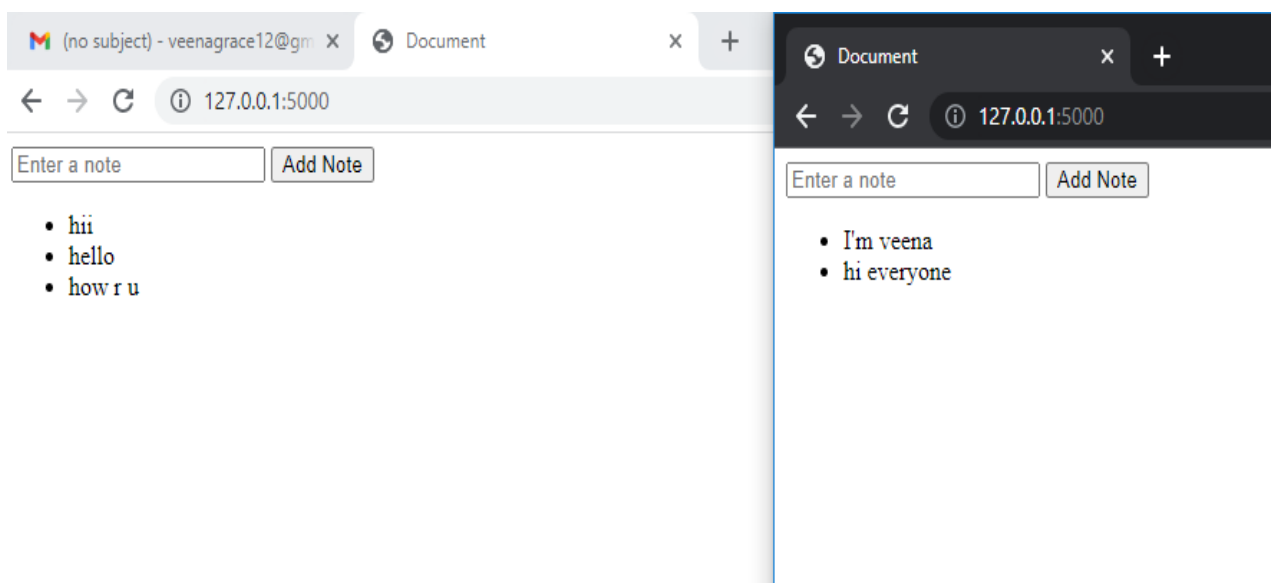 (no subject) - veenagrace12@gm
Document
127.0.0.1:5000
Enter a note Add Note
hii
hello
how r u
Document
127.0.0.1:5000
Enter a note Add Note
I'm veena
hi everyone